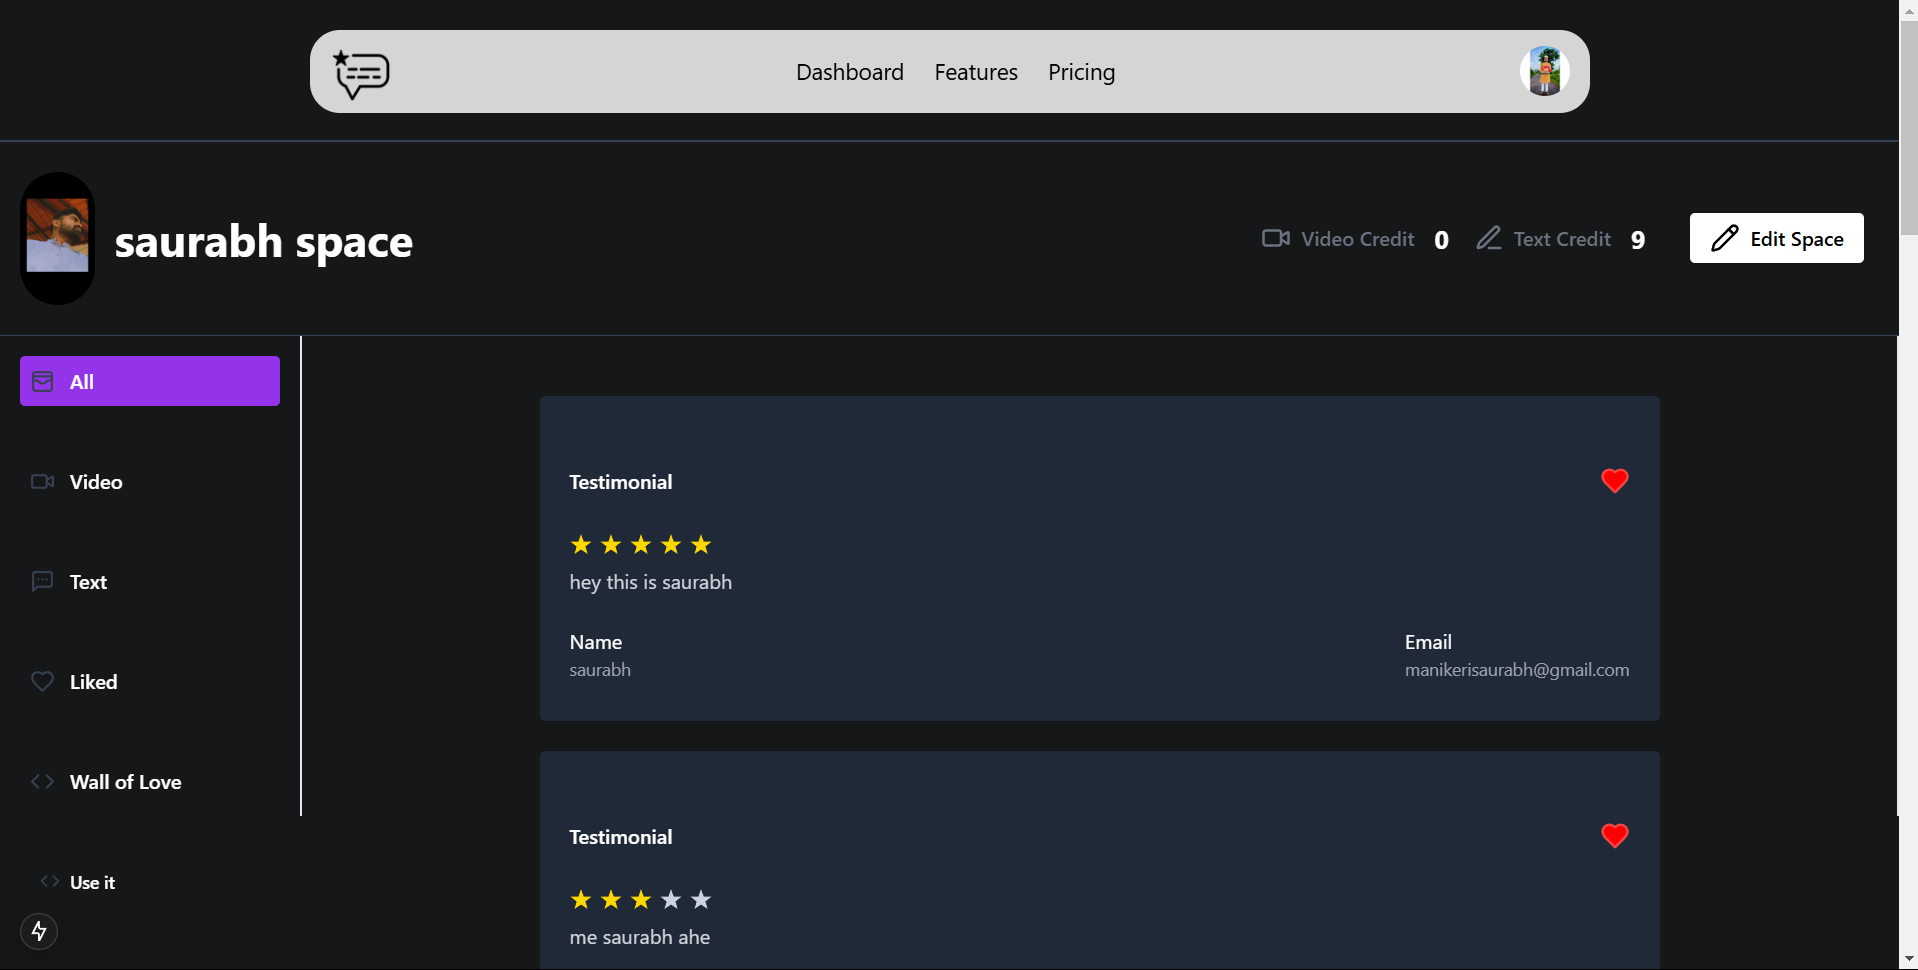 Dashboard Features Pricing
saurabh space
Video Credit 0 Text Credit 9 Edit Space
All
Video
Text
Liked
Wall of Love
Use it
Testimonial
hey this is saurabh
Name Email
saurabh manikerisaurabh@gmail.com
Testimonial
me saurabh ahe